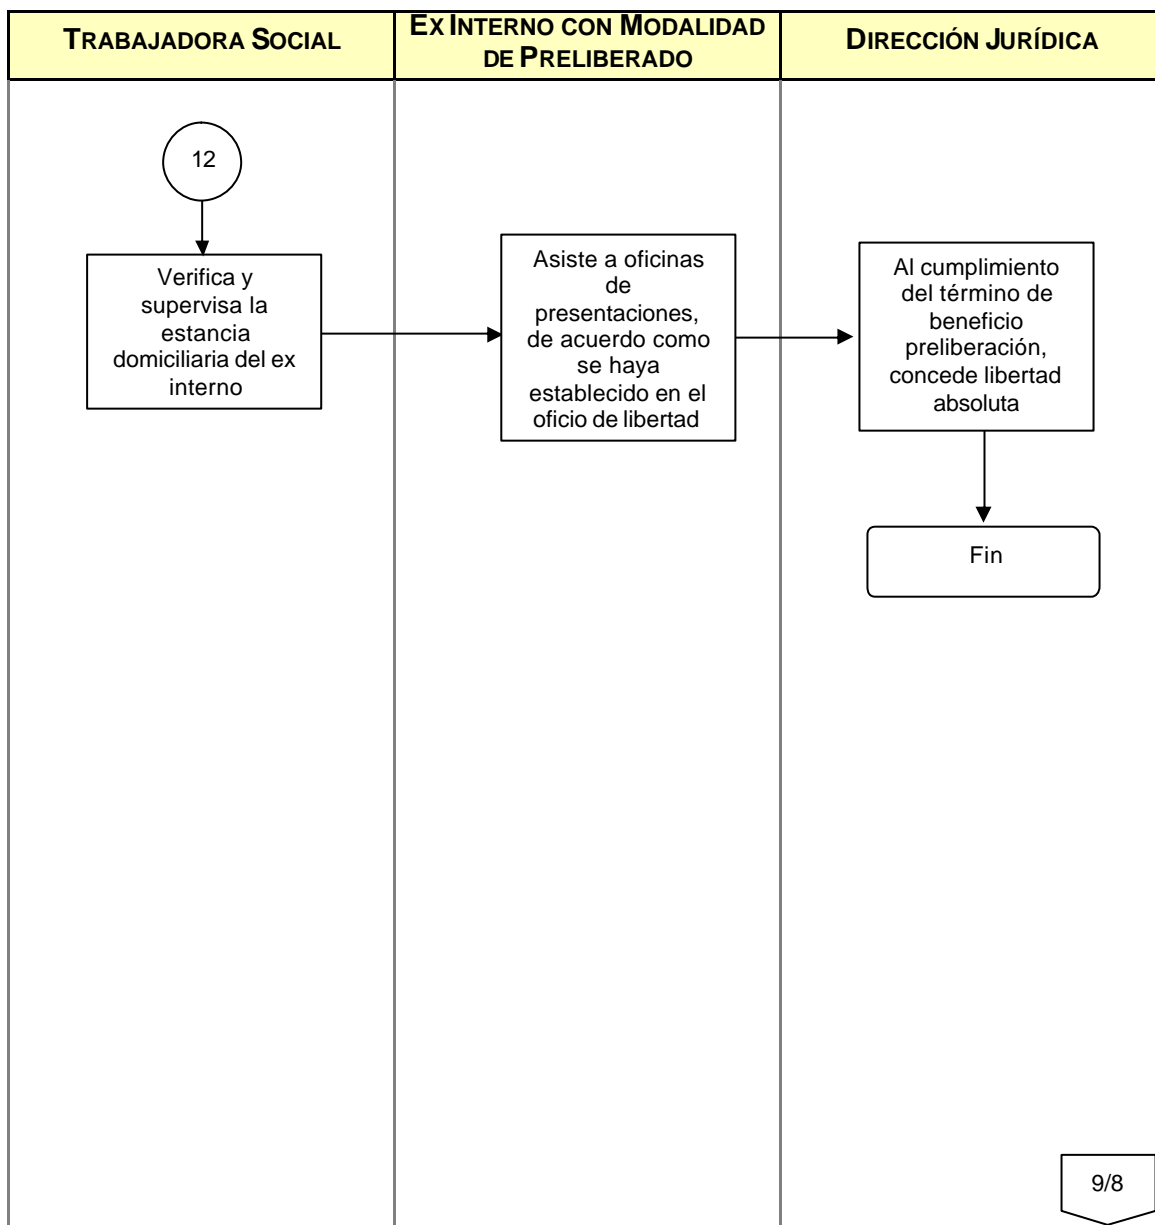 TRABAJADORA SOCIAL
EX INTERNO CON MODALIDAD
DE PRELIBERADO
DIRECCIÓN JURÍDICA
12
Verifica y
supervisa la
estancia
domiciliaria del ex
interno
Asiste a oficinas
de
presentaciones,
de acuerdo como
se haya
establecido en el
oficio de libertad
Al cumplimiento
del término de
beneficio
preliberación,
concede libertad
absoluta
Fin
9/8